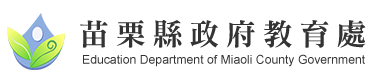 苗栗縣政府教育處
Education Department of Miaoli County Government